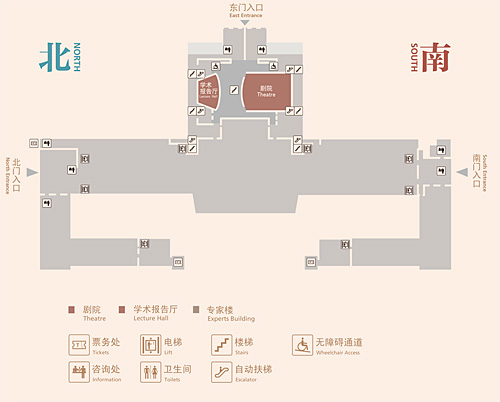 东门入口
East Entrance
北
NORTH
南
SOUTH
学术
报告厅
Lecture Hall
剧院
Theatre
北门入口
North Entrance
南门入口
South Entrance
剧院
Theatre
学术报告厅
Lecture Hall
专家楼
Experts Building
票务处
Tickets
电梯
Lift
楼梯
Stairs
无障碍通道
Wheelchair Access
咨询处
Information
卫生间
Toilets
自动扶梯
Escalator